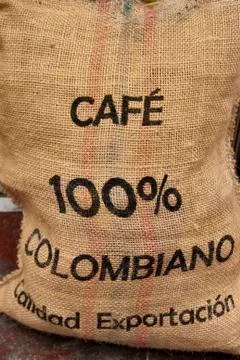 CAFÉ
100%
COLOMBIANO
Calidad Exportación